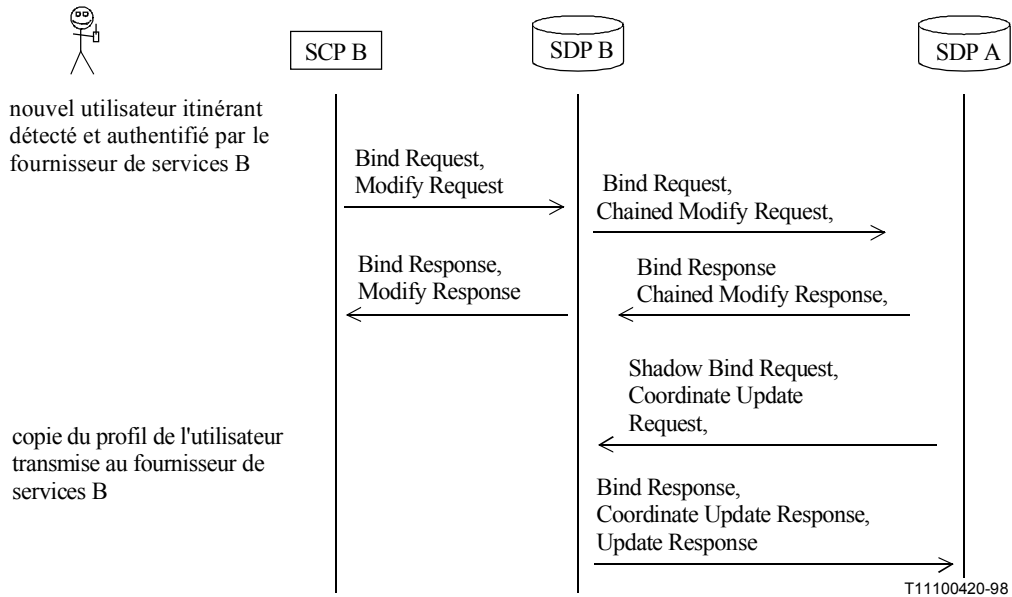 SCP B
SDP B
SDP A
nouvel utilisateur itinérant
détecté et authentifié par le
fournisseur de services B
Bind Request,
Modify Request
Bind Request,
Chained Modify Request,
Bind Response,
Modify Response
Bind Response
Chained Modify Response,
Shadow Bind Request,
Coordinate Update
Request,
copie du profil de l'utilisateur
transmise au fournisseur de
services B
Bind Response,
Coordinate Update Response,
Update Response
T11100420-98